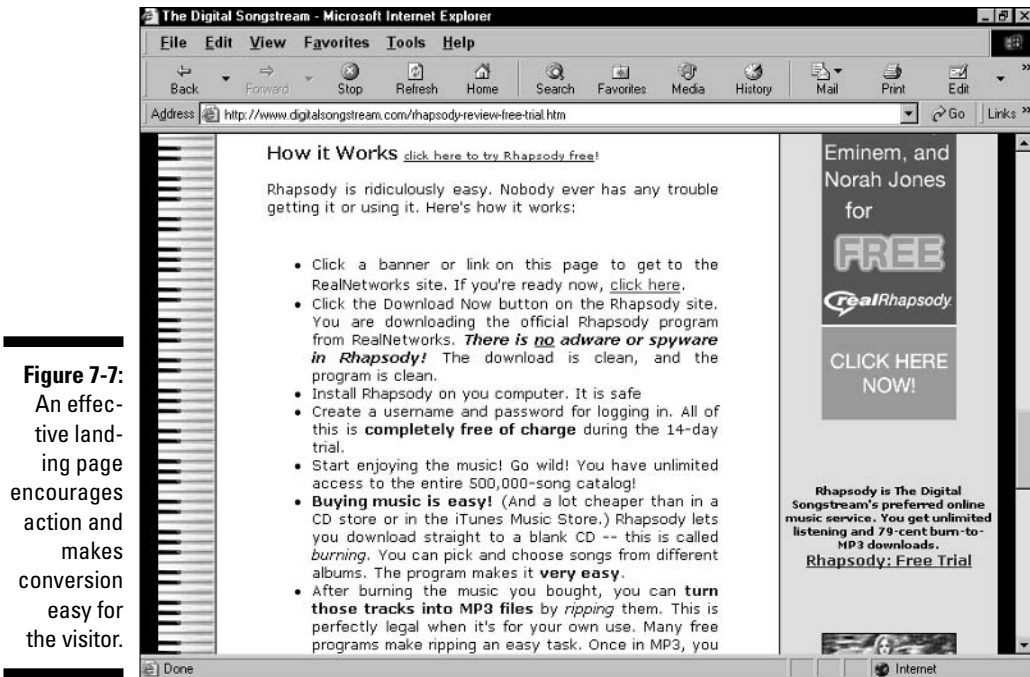 The Digital Songstream - Microsoft Internet Explorer
File Edit View Favorites Tools Help
Back Forward Stop Refresh Home Search Favorites Media History Mail Print Edit »
Address http://www.digitalsongstream.com/rhapsody-review-free-trial.htm Go Links »
How it Works click here to try Rhapsody free!
Rhapsody is ridiculously easy. Nobody ever has any trouble
getting it or using it. Here's how it works:
• Click a banner or link on this page to get to the
RealNetworks site. If you're ready now, click here.
• Click the Download Now button on the Rhapsody site.
You are downloading the official Rhapsody program
from RealNetworks. There is no adware or spyware
in Rhapsody! The download is clean, and the
program is clean.
• Install Rhapsody on you computer. It is safe
• Create a username and password for logging in. All of
this is completely free of charge during the 14-day
trial.
• Start enjoying the music! Go wild! You have unlimited
access to the entire 500,000-song catalog!
• Buying music is easy! (And a lot cheaper than in a
CD store or in the iTunes Music Store.) Rhapsody lets
you download straight to a blank CD -- this is called
burning. You can pick and choose songs from different
albums. The program makes it very easy.
• After burning the music you bought, you can turn
those tracks into MP3 files by ripping them. This is
perfectly legal when it's for your own use. Many free
programs make ripping an easy task. Once in MP3, you
Eminem, and
Norah Jones
for
FREE
realRhapsody
CLICK HERE
NOW!
Rhapsody is The Digital
Songstream's preferred online
music service. You get unlimited
listening and 79-cent burn-to-
MP3 downloads.
Rhapsody: Free Trial
Done Internet
Figure 7-7:
An effec-
tive land-
ing page
encourages
action and
makes
conversion
easy for
the visitor.